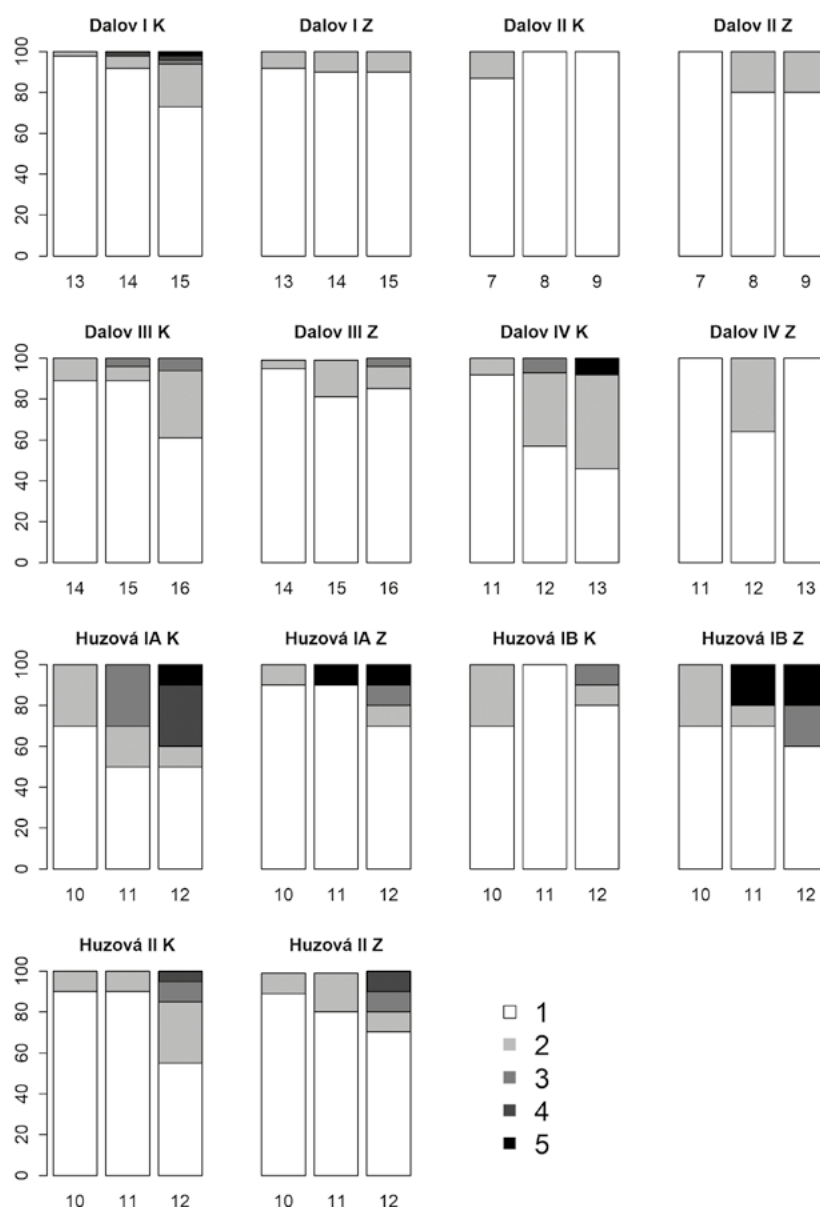 Dalov I K
Dalov I Z
Dalov II K
Dalov II Z
0 20 40 60 80 100
13 14 15
13 14 15
7 8 9
7 8 9
Dalov III K
Dalov III Z
Dalov IV K
Dalov IV Z
0 20 40 60 80 100
14 15 16
14 15 16
11 12 13
11 12 13
Huzová IA K
Huzová IA Z
Huzová IB K
Huzová IB Z
0 20 40 60 80 100
10 11 12
10 11 12
10 11 12
10 11 12
Huzová II K
Huzová II Z
0 20 40 60 80 100
10 11 12
10 11 12
1
2
3
4
5